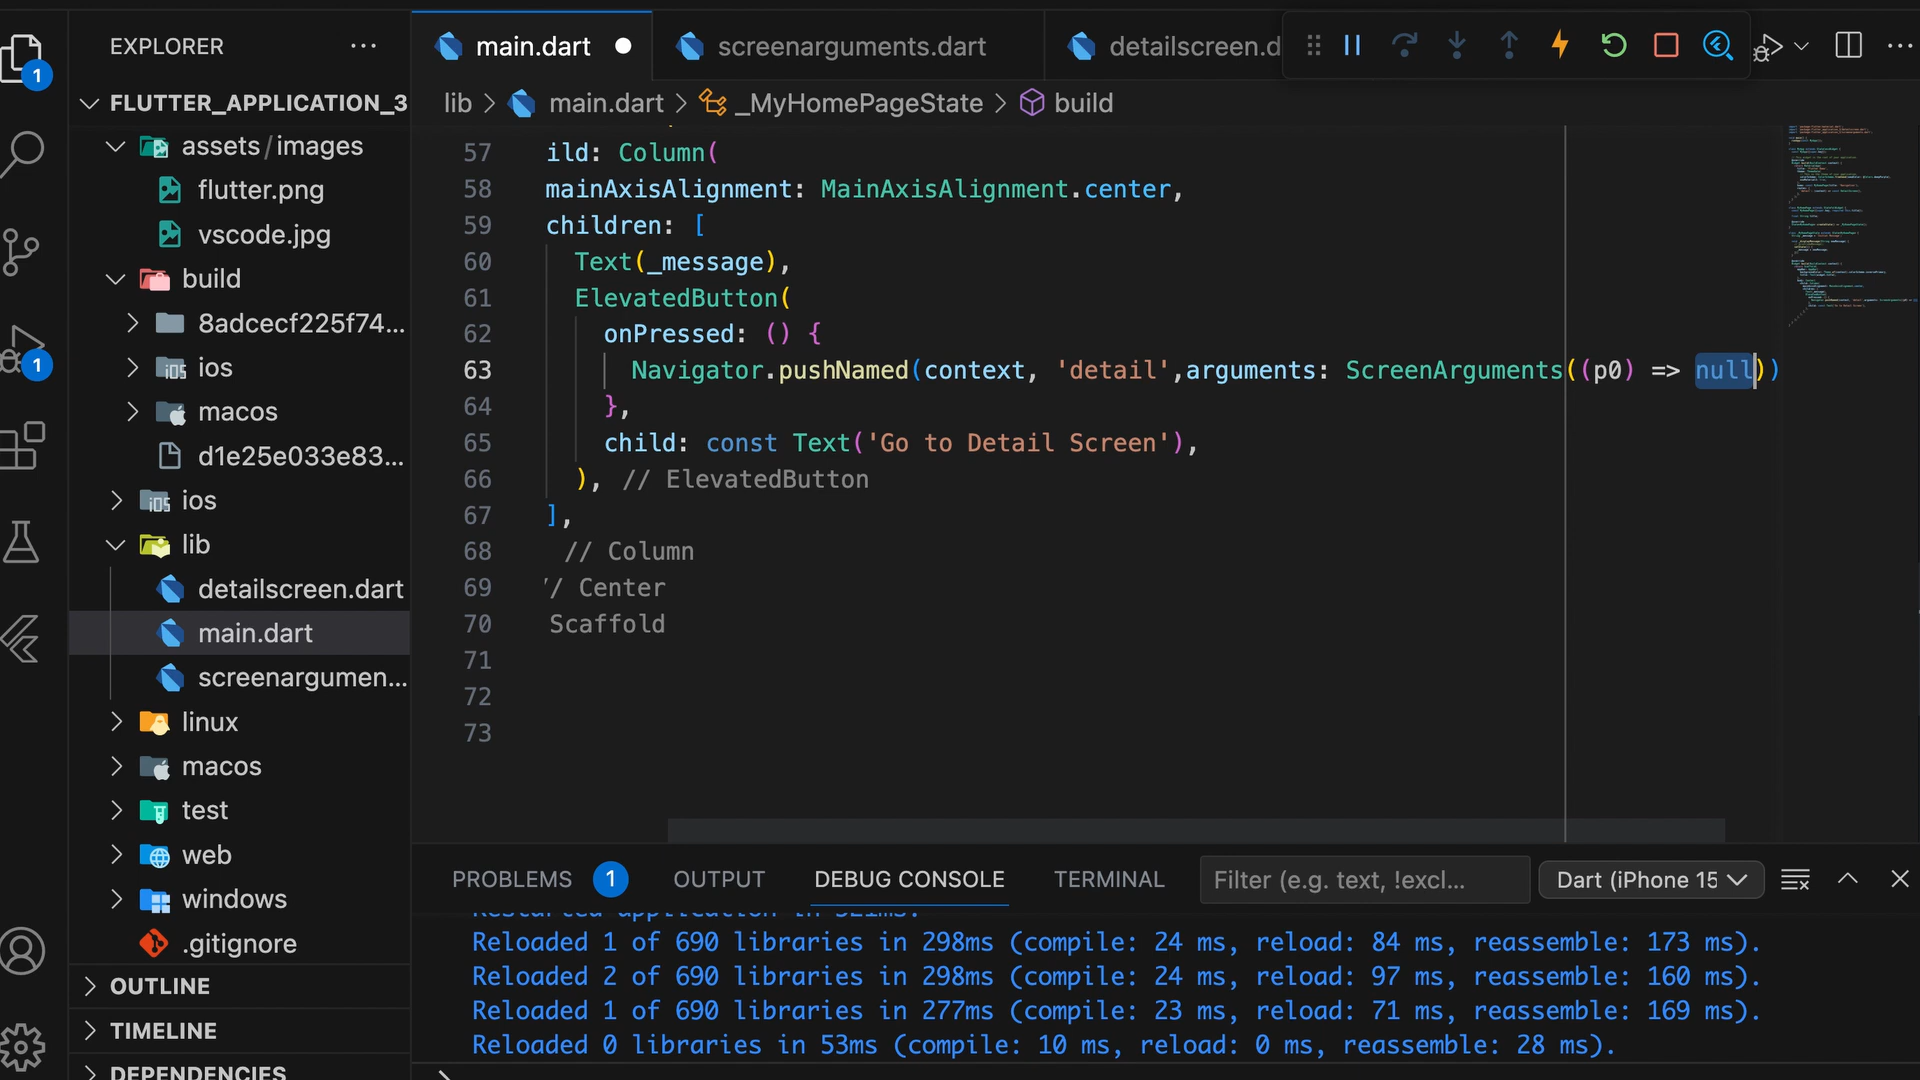 EXPLORER
main.dart
screenarguments.dart
detailscreen.d
1
FLUTTER_APPLICATION_3
lib > main.dart > _MyHomePageState > build
assets/images
flutter.png
vscode.jpg
build
8adcecf225f74...
ios
macos
d1e25e033e83...
ios
lib
detailscreen.dart
main.dart
screenargumen...
linux
macos
test
web
windows
.gitignore
OUTLINE
TIMELINE
DEPENDENCIES
1
57 ild: Column(
58 mainAxisAlignment: MainAxisAlignment.center,
59 children: [
60 Text(_message),
61 ElevatedButton(
62 onPressed: () {
63 Navigator.pushNamed(context, 'detail',arguments: ScreenArguments((p0) => null))
64 },
65 child: const Text('Go to Detail Screen'),
66 ), // ElevatedButton
67 ],
68 // Column
69 // Center
70 Scaffold
71
72
73
PROBLEMS 1 OUTPUT DEBUG CONSOLE TERMINAL Filter (e.g. text, !excl... Dart (iPhone 15
Restarted application in 321ms.
Reloaded 1 of 690 libraries in 298ms (compile: 24 ms, reload: 84 ms, reassemble: 173 ms).
Reloaded 2 of 690 libraries in 298ms (compile: 24 ms, reload: 97 ms, reassemble: 160 ms).
Reloaded 1 of 690 libraries in 277ms (compile: 23 ms, reload: 71 ms, reassemble: 169 ms).
Reloaded 0 libraries in 53ms (compile: 10 ms, reload: 0 ms, reassemble: 28 ms).